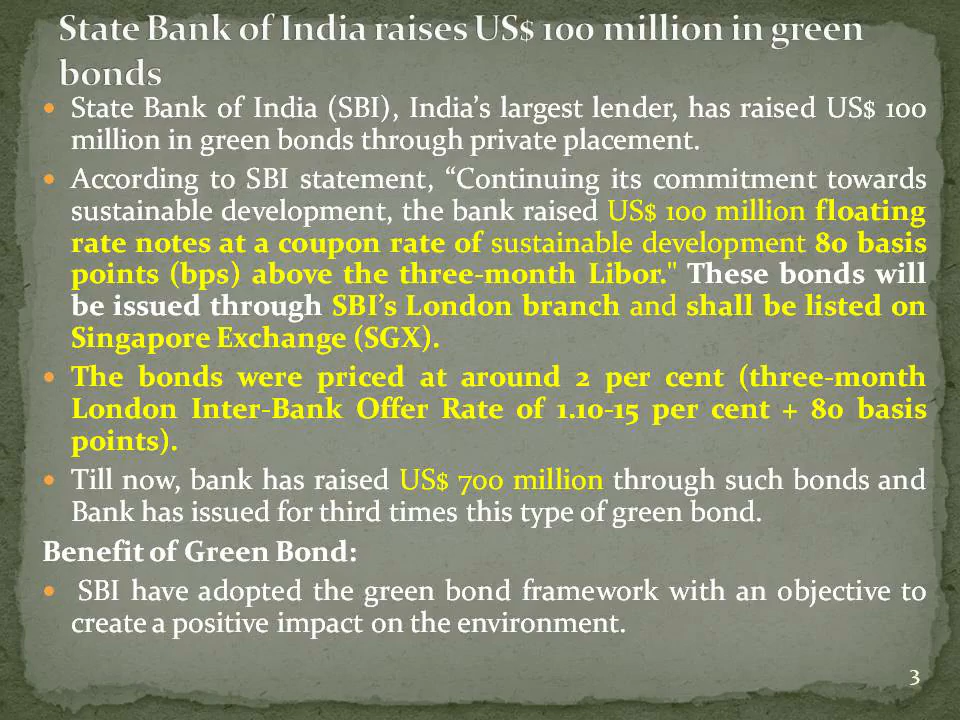 State Bank of India raises US$ 100 million in green
bonds
• State Bank of India (SBI), India’s largest lender, has raised US$ 100
million in green bonds through private placement.
• According to SBI statement, “Continuing its commitment towards
sustainable development, the bank raised US$ 100 million floating
rate notes at a coupon rate of sustainable development 80 basis
points (bps) above the three-month Libor." These bonds will
be issued through SBI’s London branch and shall be listed on
Singapore Exchange (SGX).
• The bonds were priced at around 2 per cent (three-month
London Inter-Bank Offer Rate of 1.10-15 per cent + 80 basis
points).
• Till now, bank has raised US$ 700 million through such bonds and
Bank has issued for third times this type of green bond.
Benefit of Green Bond:
• SBI have adopted the green bond framework with an objective to
create a positive impact on the environment.
3